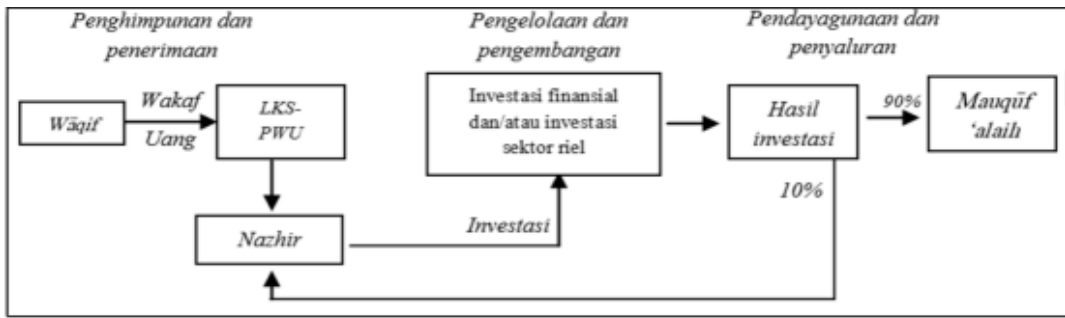 Penghimpunan dan
penerimaan
Pengelolaan dan
pengembangan
Pendayagunaan dan
penyaluran
Wāqif
Wakaf
Uang
LKS-
PWU
Nazhir
Investasi
Investasi finansial
dan/atau investasi
sektor riel
Hasil
investasi
90%
10%
Mauqūf
‘alaih